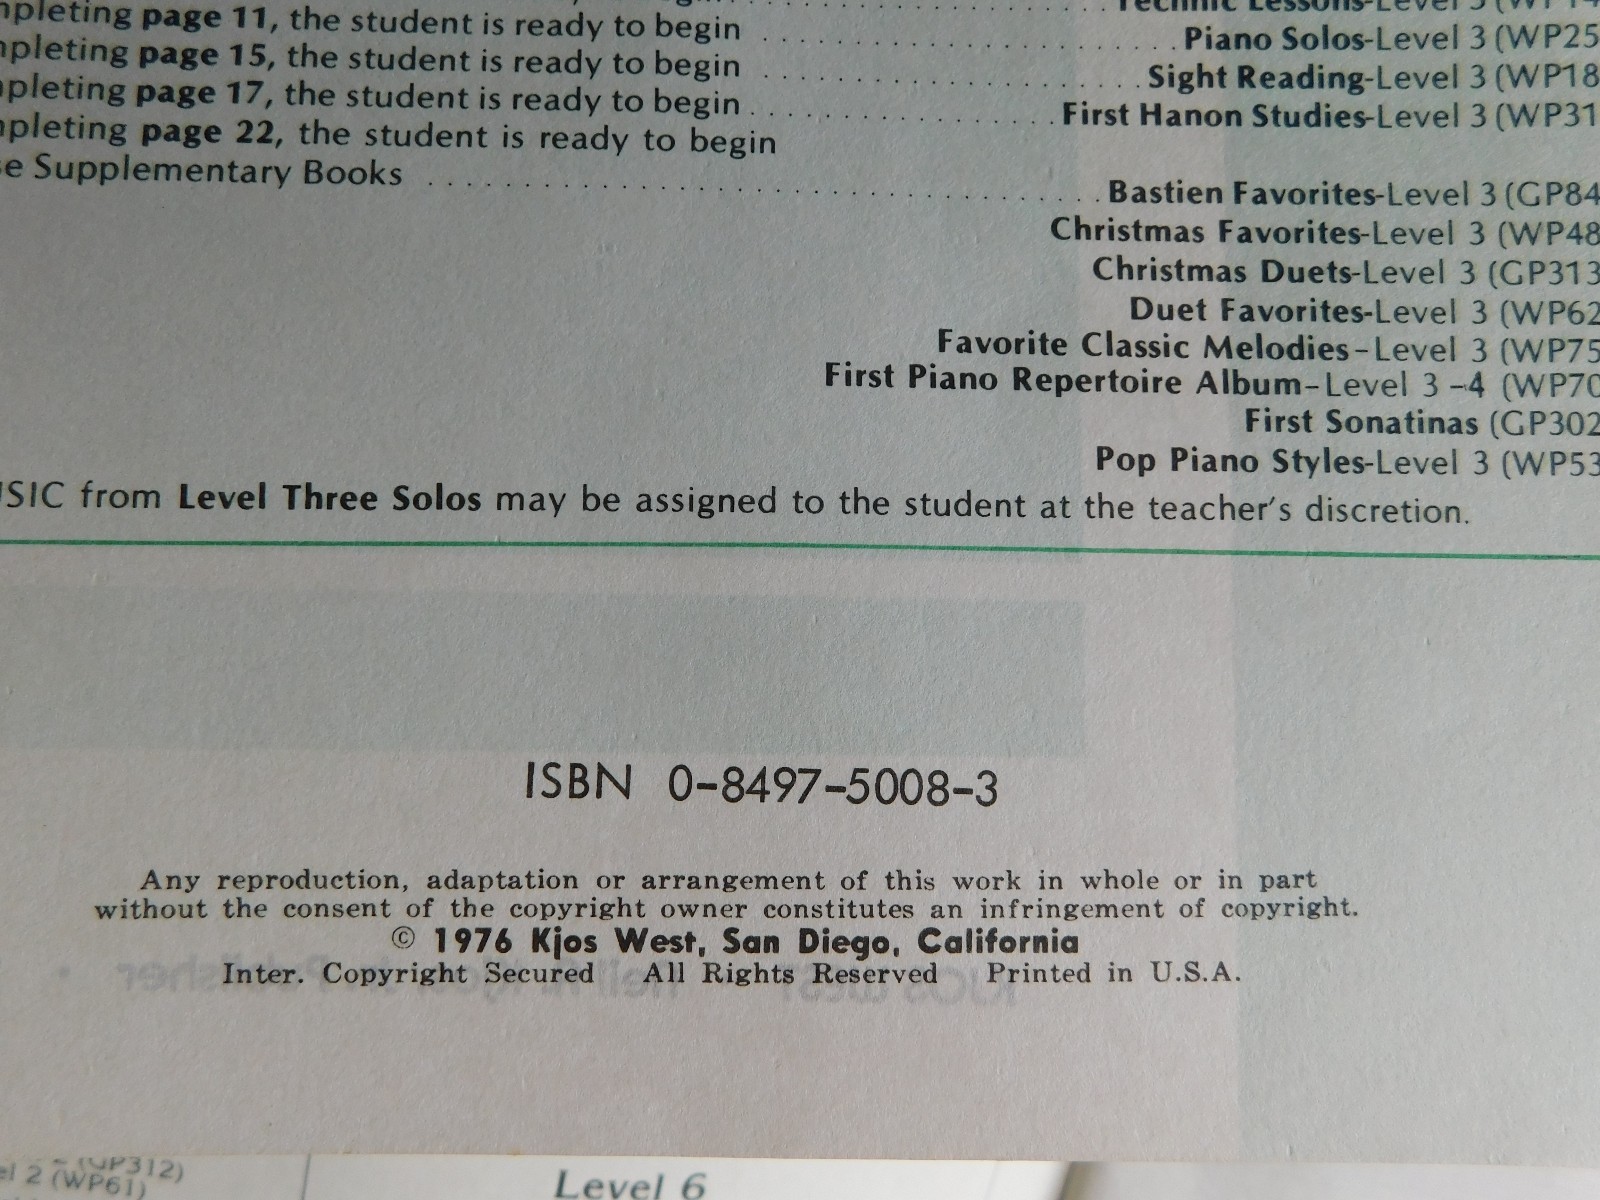 page 11, the student is ready to begin
page 15, the student is ready to begin . . . . . . . . . . . . . . . . . . . . . . . . Piano Solos-Level 3 (WP25
page 17, the student is ready to begin . . . . . . . . . . . . . . . . . . . . . . Sight Reading-Level 3 (WP18
page 22, the student is ready to begin . . . . . . . . . . . . . . . . . . First Hanon Studies-Level 3 (WP31
Supplementary Books . . . . . . . . . . . . . . . . . . . . . . . . . . . . . . . . . . . . . . . Bastien Favorites-Level 3 (GP84
Christmas Favorites-Level 3 (WP48
Christmas Duets-Level 3 (GP313
Duet Favorites-Level 3 (WP62
Favorite Classic Melodies-Level 3 (WP75
First Piano Repertoire Album-Level 3-4 (WP70
First Sonatinas (GP302
Pop Piano Styles-Level 3 (WP53
from Level Three Solos may be assigned to the student at the teacher's discretion.
ISBN 0-8497-5008-3
Any reproduction, adaptation or arrangement of this work in whole or in part
without the consent of the copyright owner constitutes an infringement of copyright.
© 1976 Kjos West, San Diego, California
Inter. Copyright Secured All Rights Reserved Printed in U.S.A.
(GP312)
2 (WP61)
Level 6